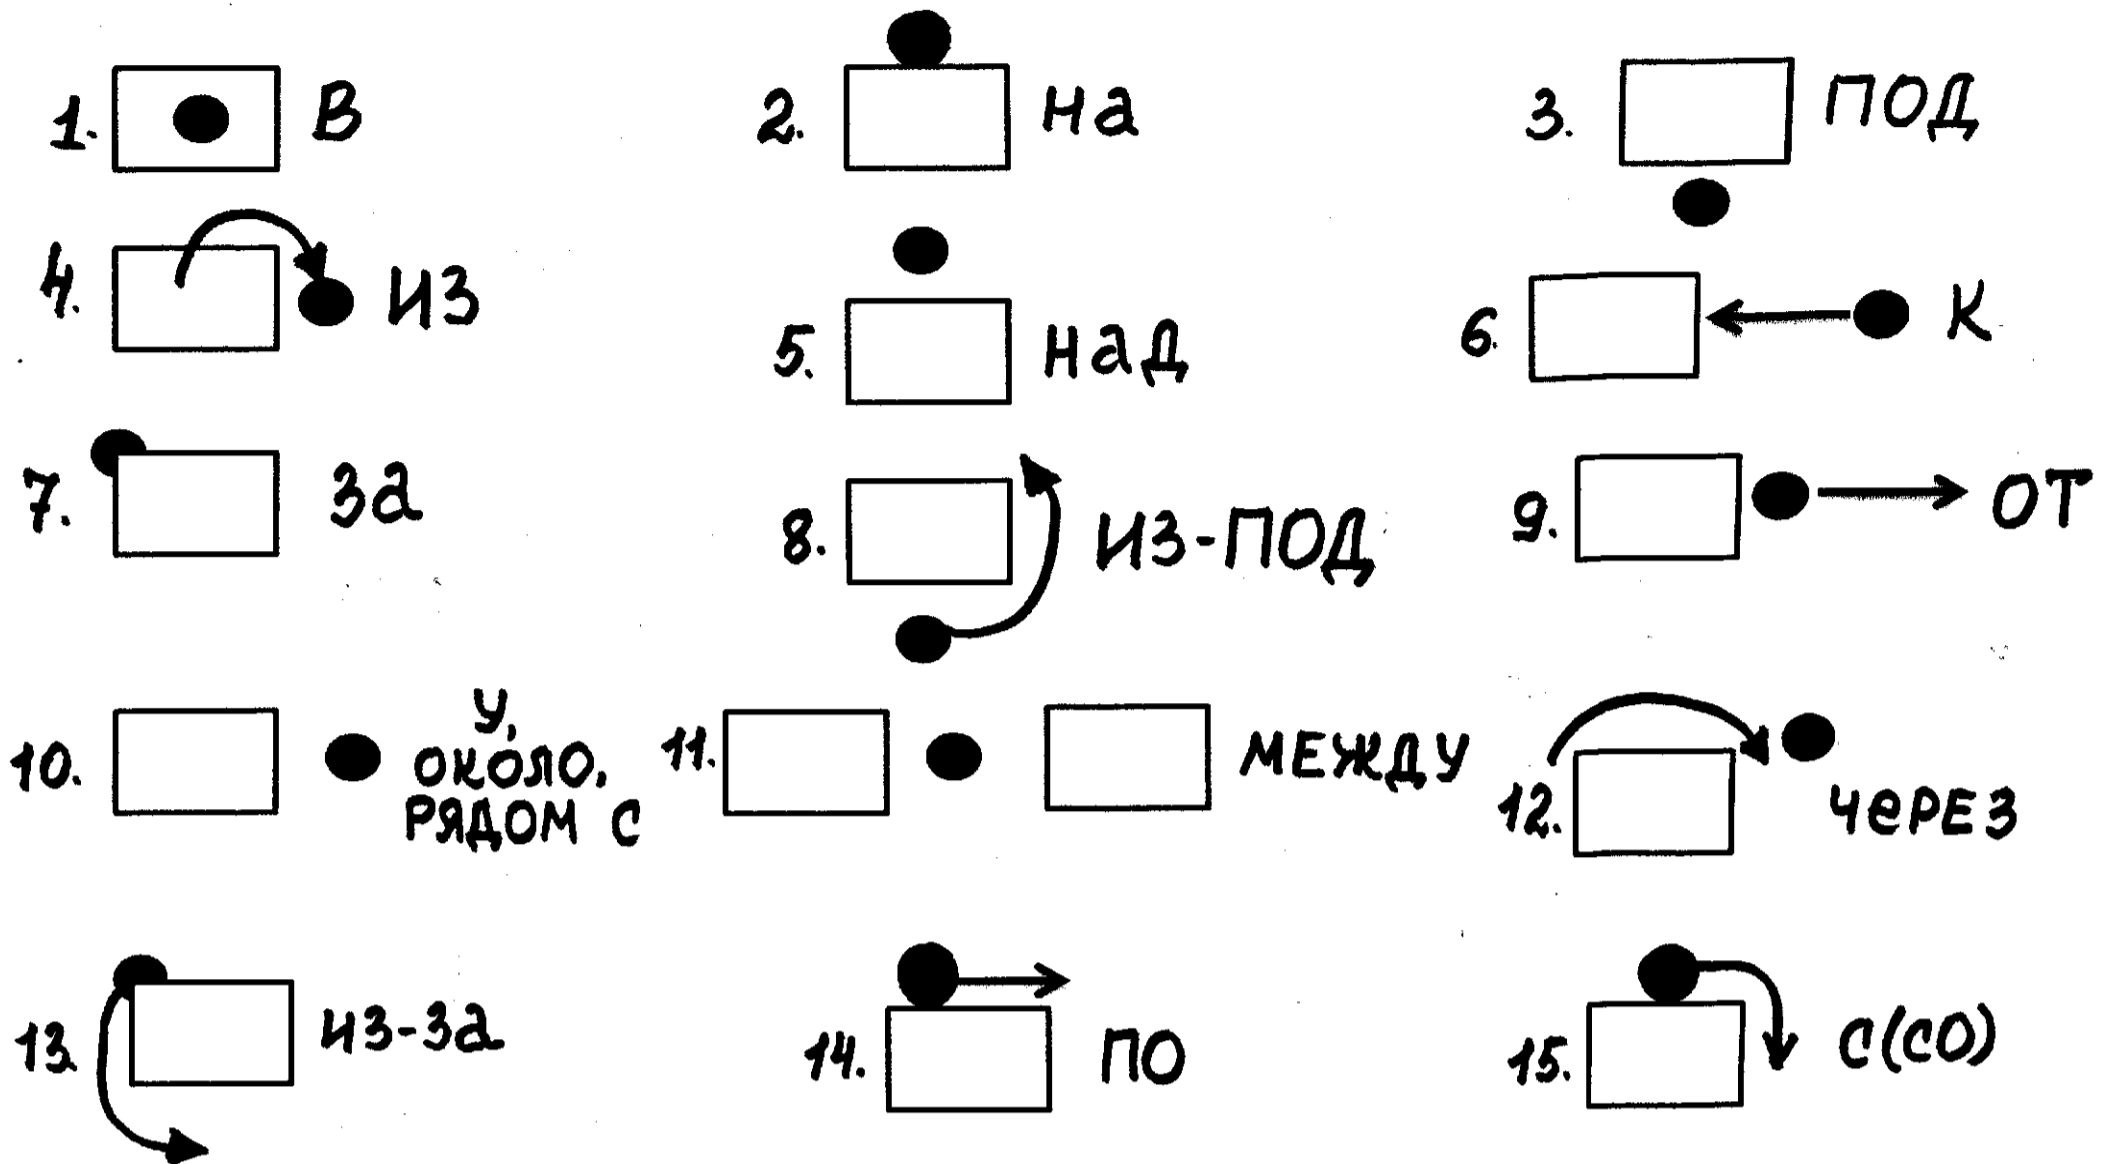 1. В
2. На
3. ПОД
4. ИЗ
5. Над
6. К
7. За
8. ИЗ-ПОД
9. ОТ
10. У,
ОКОЛО,
РЯДОМ С
11. МЕЖДУ
12. ЧеРЕЗ
13. ИЗ-За
14. ПО
15. С(СО)